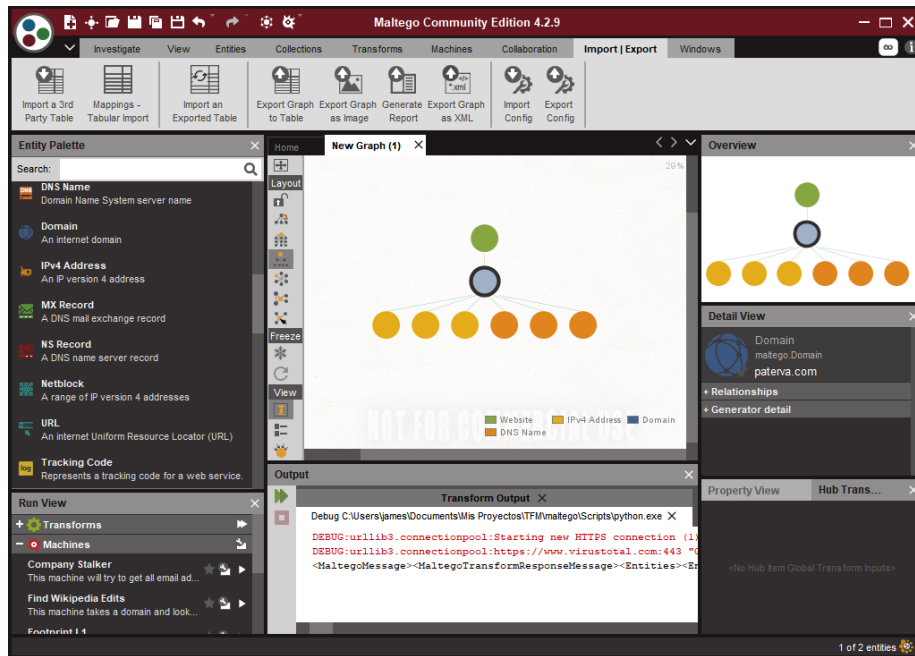 Maltego Community Edition 4.2.9
Investigate View Entities Collections Transforms Machines Collaboration Import | Export Windows
Import a 3rd Party Table
Mappings - Tabular Import
Import an Exported Table
Export Graph to Table
Export Graph as Image
Generate Report
Export Graph as XML
Import Config
Export Config
Entity Palette
Search:
DNS Name
Domain Name System server name
Domain
An internet domain
IPv4 Address
An IP version 4 address
MX Record
A DNS mail exchange record
NS Record
A DNS name server record
Netblock
A range of IP version 4 addresses
URL
An internet Uniform Resource Locator (URL)
Tracking Code
Represents a tracking code for a web service.
Run View
+ Transforms
− Machines
Company Stalker
This machine will try to get all email ad...
Find Wikipedia Edits
This machine takes a domain and look...
Footprint L1
Home New Graph (1)
29%
Layout
Freeze
View
NOT FOR COMMERCIAL USE
Website IPv4 Address Domain
DNS Name
Output
Transform Output
Debug C:\Users\james\Documents\Mis Proyectos\TFM\maltego\Scripts\python.exe
DEBUG:urllib3.connectionpool:Starting new HTTPS connection (1)
DEBUG:urllib3.connectionpool:https://www.virustotal.com:443 "G
<MaltegoMessage><MaltegoTransformResponseMessage><Entities><En
Overview
Detail View
Domain
maltego.Domain
paterva.com
+ Relationships
+ Generator detail
Property View Hub Trans...
<No Hub Item Global Transform Inputs>
1 of 2 entities